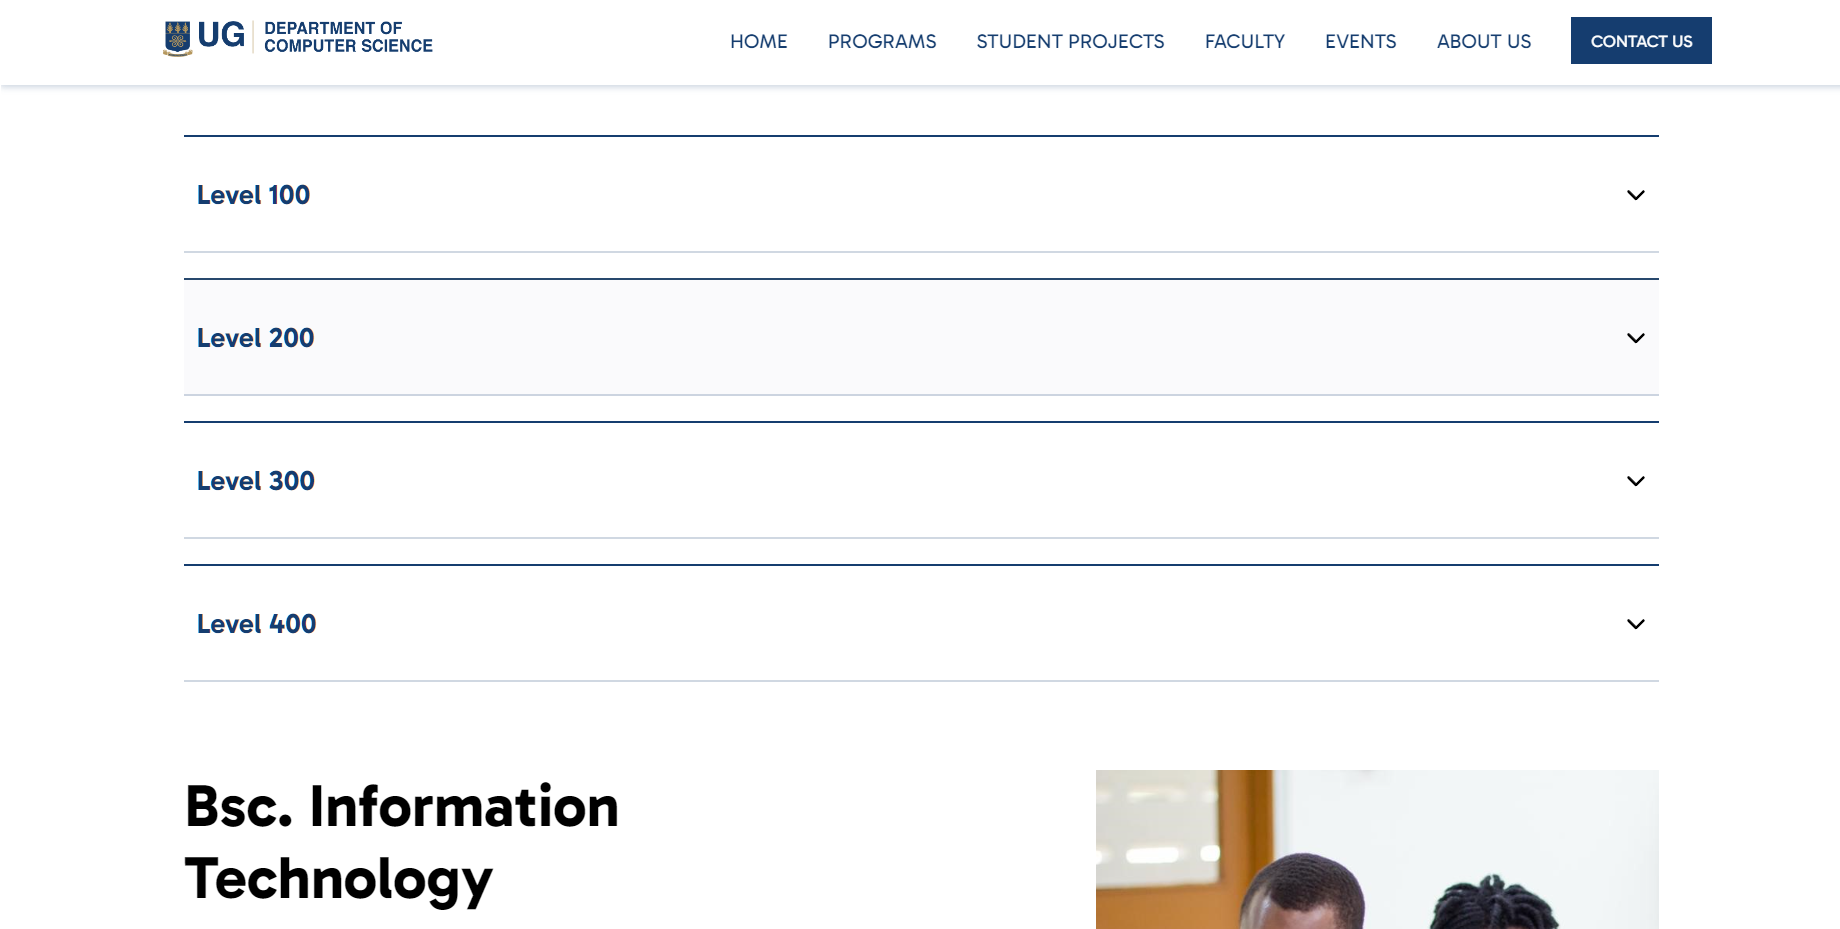 UG
DEPARTMENT OF
COMPUTER SCIENCE
HOME
PROGRAMS
STUDENT PROJECTS
FACULTY
EVENTS
ABOUT US
CONTACT US
Level 100
Level 200
Level 300
Level 400
Bsc. Information
Technology